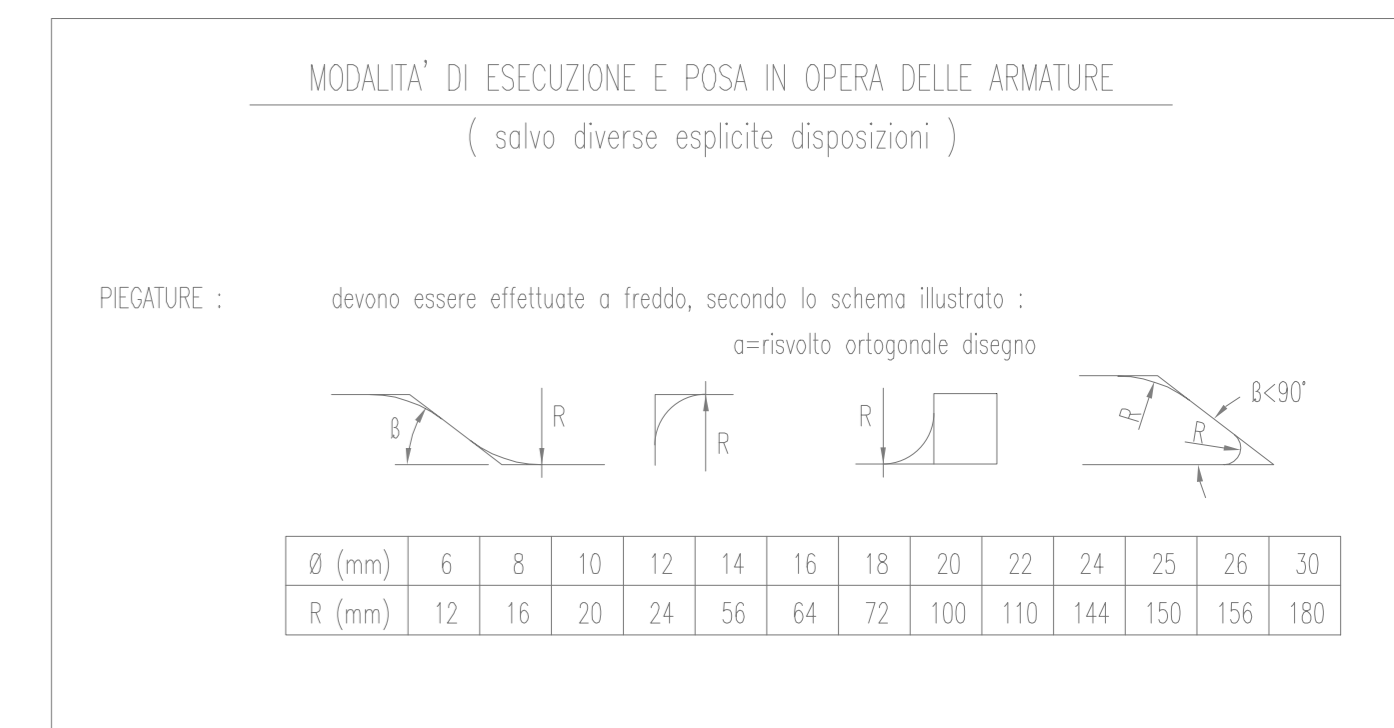 MODALITA' DI ESECUZIONE E POSA IN OPERA DELLE ARMATURE
( salvo diverse esplicite disposizioni )
PIEGATURE : devono essere effettuate a freddo, secondo lo schema illustrato :
a=risvolto ortogonale disegno
ß R R R R R ß<90°
Ø (mm) 6 8 10 12 14 16 18 20 22 24 25 26 30
R (mm) 12 16 20 24 56 64 72 100 110 144 150 156 180